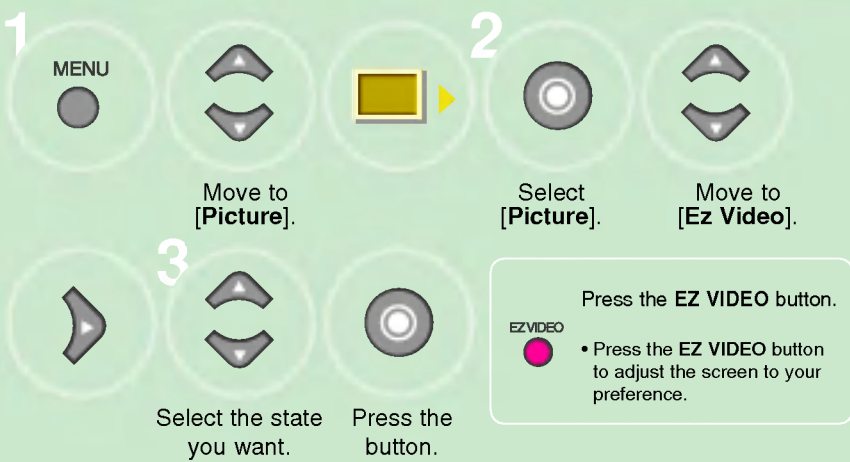 1
MENU
Move to
[Picture].
2
Select
[Picture].
Move to
[Ez Video].
3
Select the state
you want.
Press the
button.
EZVIDEO
Press the EZ VIDEO button.
• Press the EZ VIDEO button
to adjust the screen to your
preference.